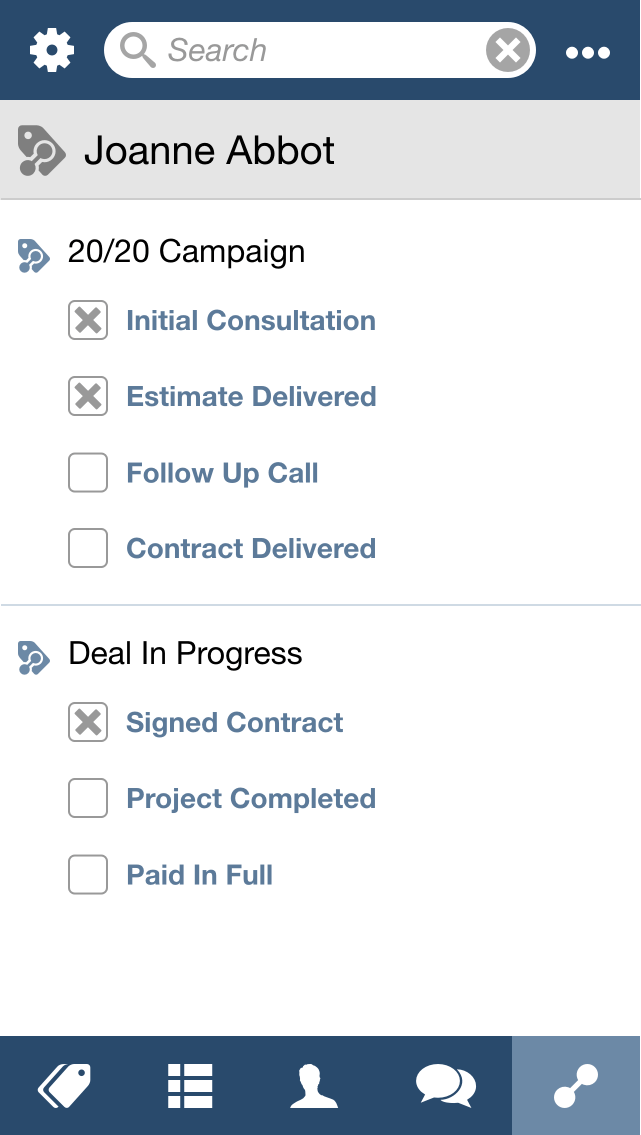 Search
Joanne Abbot
20/20 Campaign
Initial Consultation
Estimate Delivered
Follow Up Call
Contract Delivered
Deal In Progress
Signed Contract
Project Completed
Paid In Full